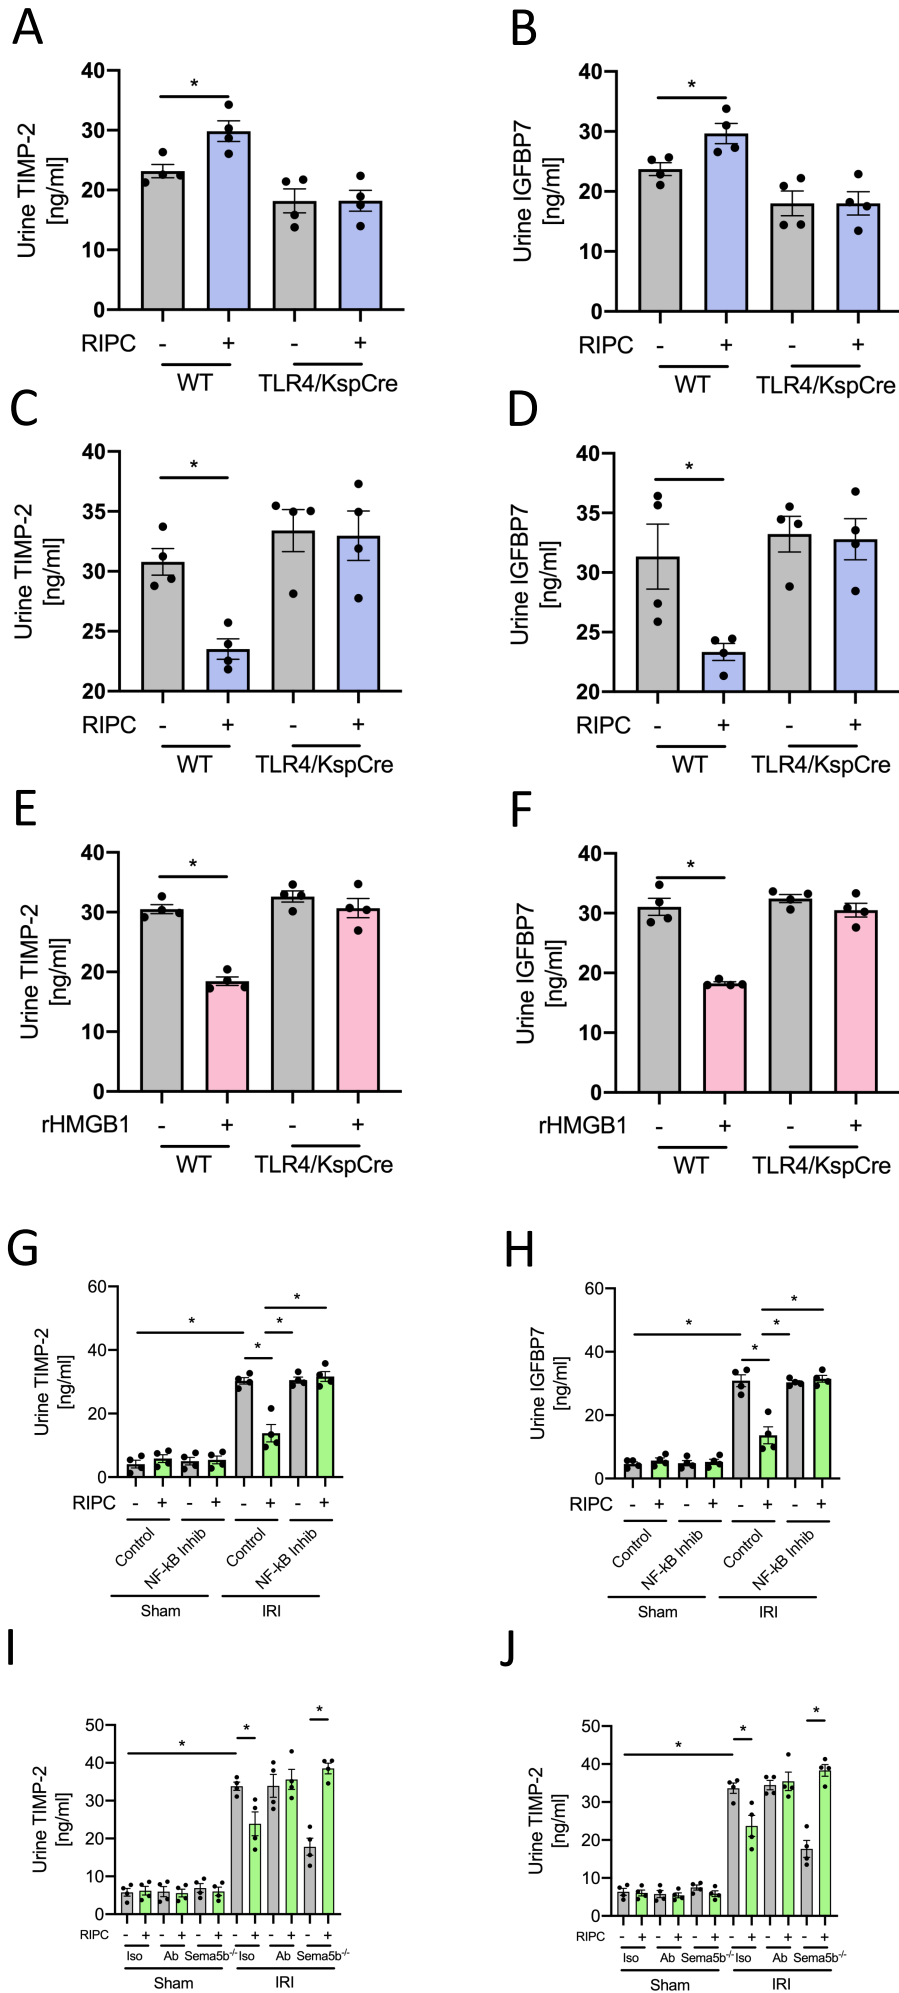 A
Urine TIMP-2
[ng/ml]
40
30
20
10
0
*
RIPC - + - +
WT TLR4/KspCre
B
Urine IGFBP7
[ng/ml]
40
30
20
10
0
*
RIPC - + - +
WT TLR4/KspCre
C
Urine TIMP-2
[ng/ml]
40
35
30
25
20
*
RIPC - + - +
WT TLR4/KspCre
D
Urine IGFBP7
[ng/ml]
40
35
30
25
20
*
RIPC - + - +
WT TLR4/KspCre
E
Urine TIMP-2
[ng/ml]
40
30
20
10
0
*
rHMGB1 - + - +
WT TLR4/KspCre
F
Urine IGFBP7
[ng/ml]
40
30
20
10
0
*
rHMGB1 - + - +
WT TLR4/KspCre
G
Urine TIMP-2
[ng/ml]
60
40
20
0
*
* *
*
RIPC - + - + - + - +
Control NF-kB Inhib Control NF-kB Inhib
Sham IRI
H
Urine IGFBP7
[ng/ml]
60
40
20
0
*
* *
*
RIPC - + - + - + - +
Control NF-kB Inhib Control NF-kB Inhib
Sham IRI
I
Urine TIMP-2
[ng/ml]
50
40
30
20
10
0
*
* *
RIPC - + - + - + - + - + - +
Iso Ab Sema5b-/- Iso Ab Sema5b-/-
Sham IRI
J
Urine TIMP-2
[ng/ml]
50
40
30
20
10
0
*
* *
RIPC - + - + - + - + - + - +
Iso Ab Sema5b-/- Iso Ab Sema5b-/-
Sham IRI